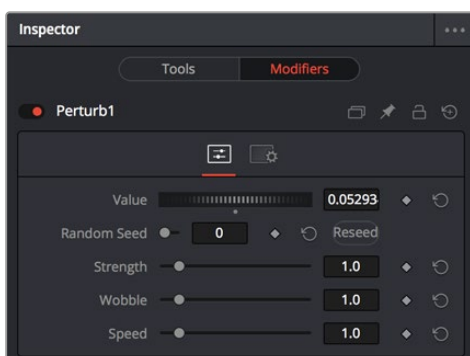 Inspector
Tools Modifiers
Perturb1
Value 0.05293
Random Seed 0 Reseed
Strength 1.0
Wobble 1.0
Speed 1.0